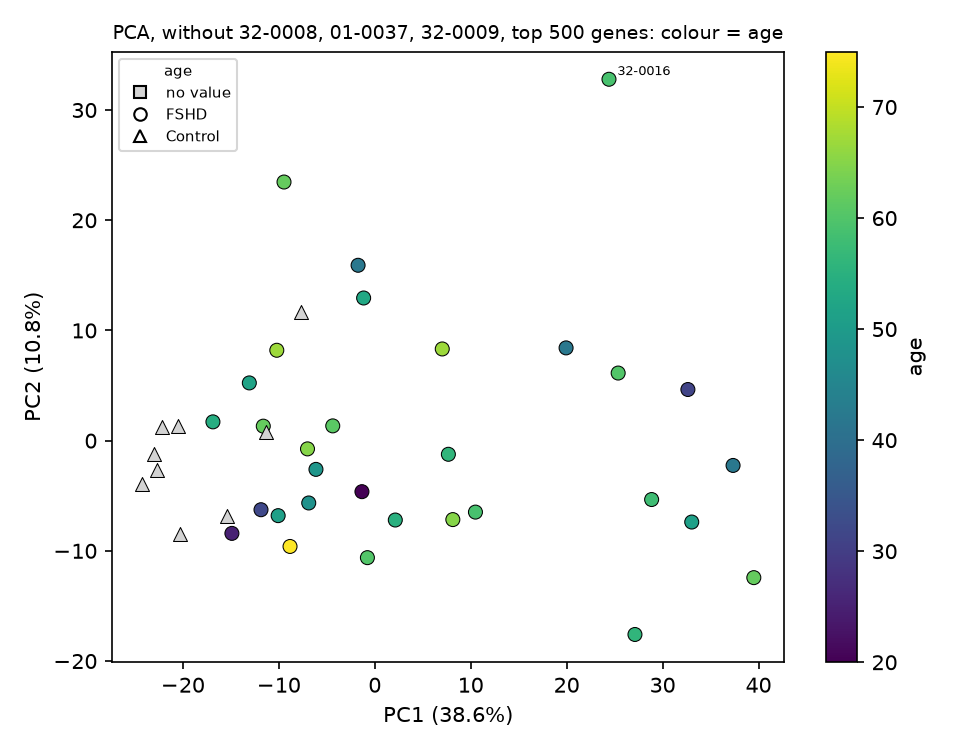 PCA, without 32-0008, 01-0037, 32-0009, top 500 genes: colour = age
age
no value
FSHD
Control
32-0016
30
20
10
0
−10
−20
PC2 (10.8%)
−20 −10 0 10 20 30 40
PC1 (38.6%)
70
60
50
40
30
20
age